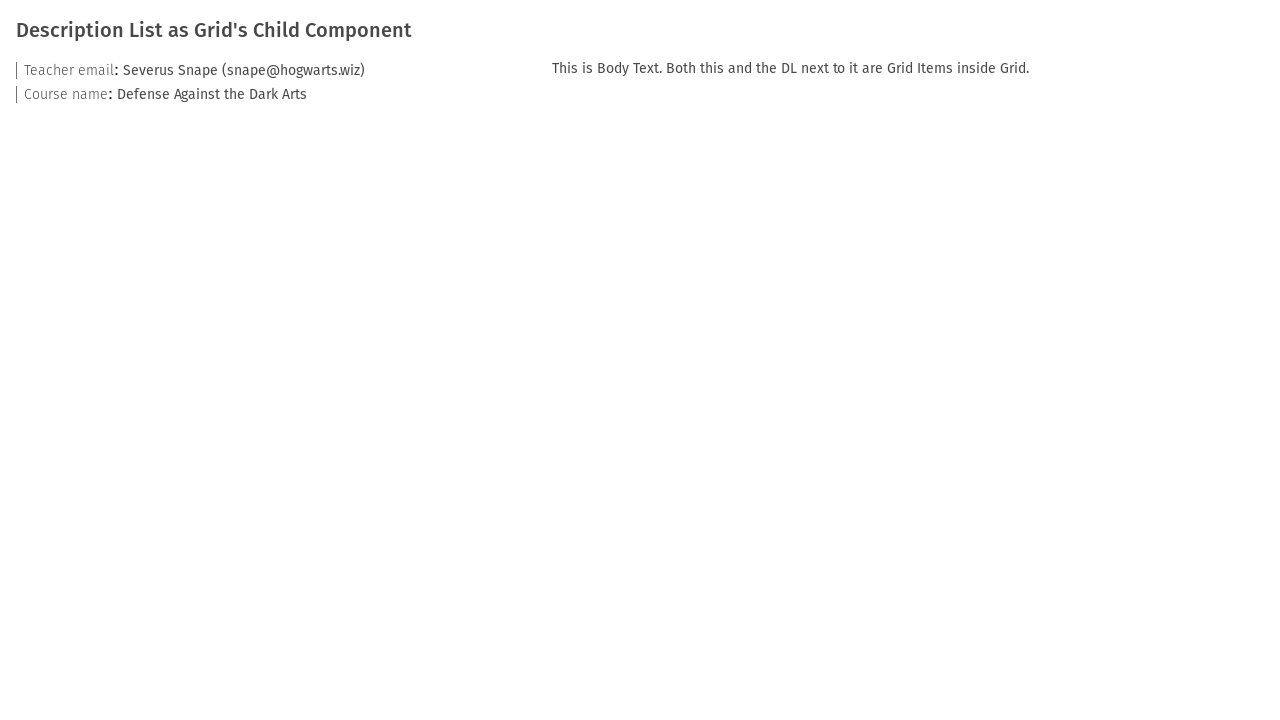 Description List as Grid's Child Component
Teacher email: Severus Snape (snape@hogwarts.wiz)
Course name: Defense Against the Dark Arts
This is Body Text. Both this and the DL next to it are Grid Items inside Grid.